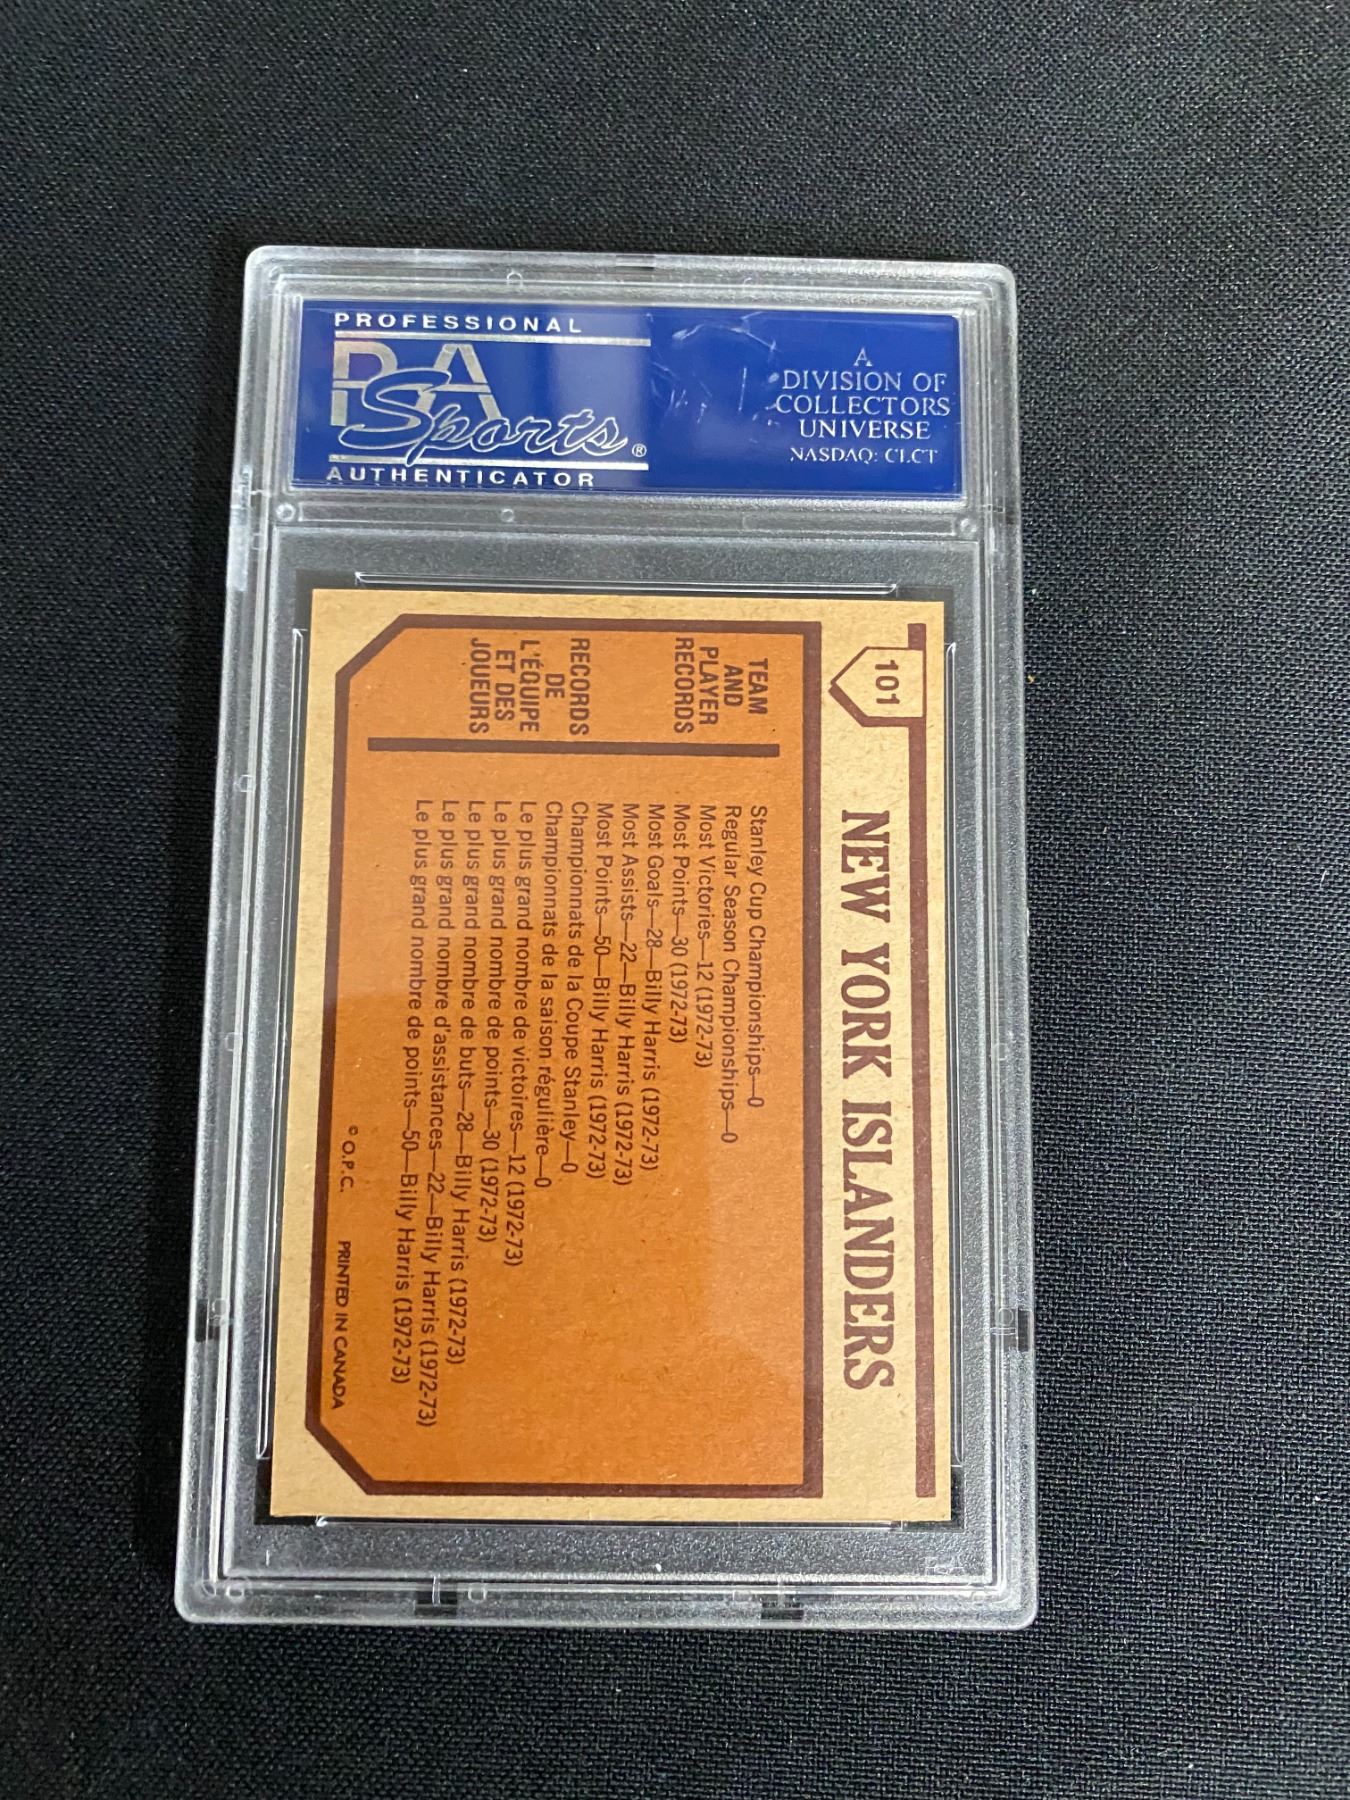 PROFESSIONAL
PSA
Sports®
AUTHENTICATOR
A
DIVISION OF
COLLECTORS
UNIVERSE
NASDAQ: CLCT
101
NEW YORK ISLANDERS
TEAM
AND
PLAYER
RECORDS
Stanley Cup Championships—0
Regular Season Championships—0
Most Victories—12 (1972-73)
Most Points—30 (1972-73)
Most Goals—28—Billy Harris (1972-73)
Most Assists—22—Billy Harris (1972-73)
Most Points—50—Billy Harris (1972-73)
RECORDS
DE
L'ÉQUIPE
ET DES
JOUEURS
Championnats de la Coupe Stanley—0
Championnats de la saison régulière—0
Le plus grand nombre de victoires—12 (1972-73)
Le plus grand nombre de points—30 (1972-73)
Le plus grand nombre de buts—28—Billy Harris (1972-73)
Le plus grand nombre d'assistances—22—Billy Harris (1972-73)
Le plus grand nombre de points—50—Billy Harris (1972-73)
© O.P.C. PRINTED IN CANADA
PSA